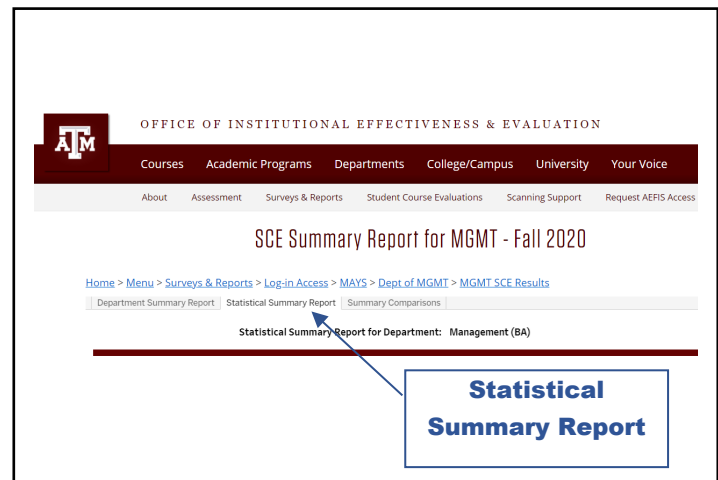 OFFICE OF INSTITUTIONAL EFFECTIVENESS & EVALUATION
ATM
Courses Academic Programs Departments College/Campus University Your Voice
About Assessment Surveys & Reports Student Course Evaluations Scanning Support Request AEFIS Access
SCE Summary Report for MGMT - Fall 2020
Home > Menu > Surveys & Reports > Log-in Access > MAYS > Dept of MGMT > MGMT SCE Results
Department Summary Report Statistical Summary Report Summary Comparisons
Statistical Summary Report for Department: Management (BA)
Statistical
Summary Report